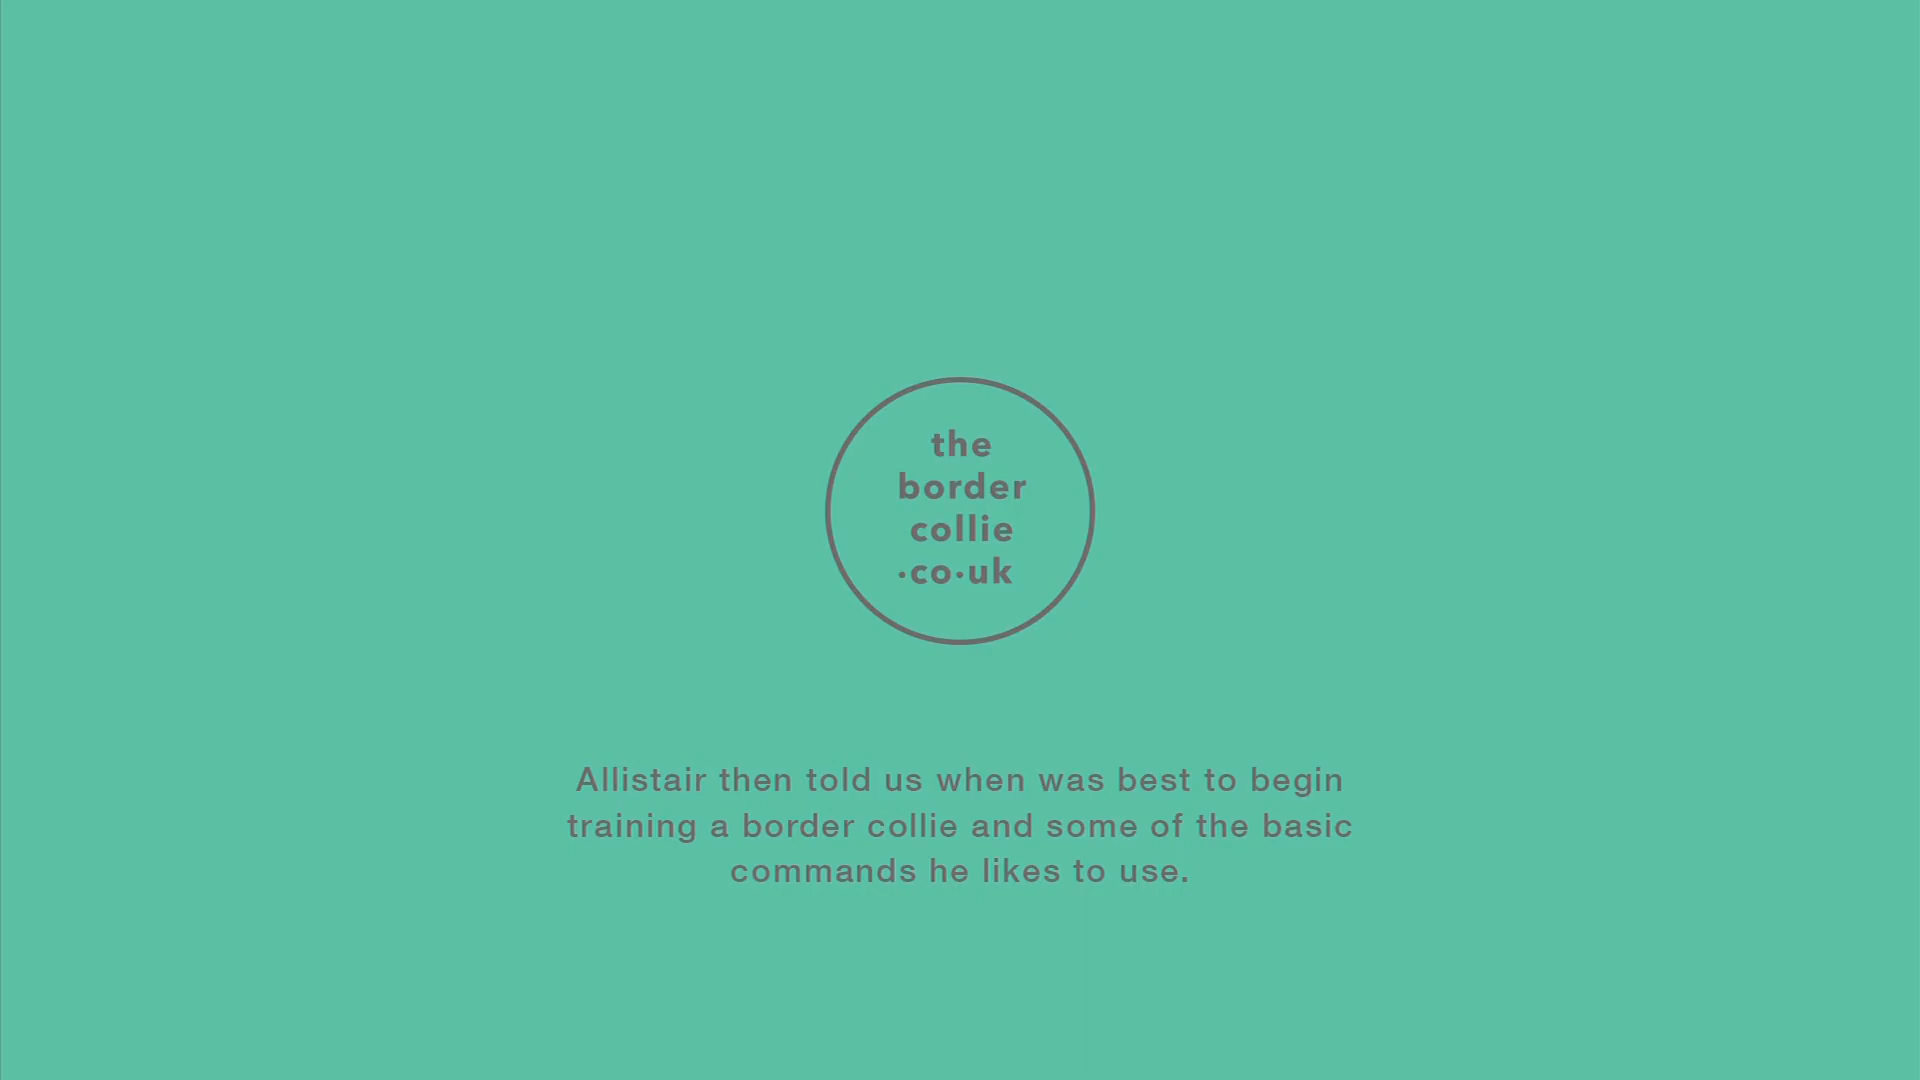 the
border
collie
·co·uk
Allistair then told us when was best to begin
training a border collie and some of the basic
commands he likes to use.